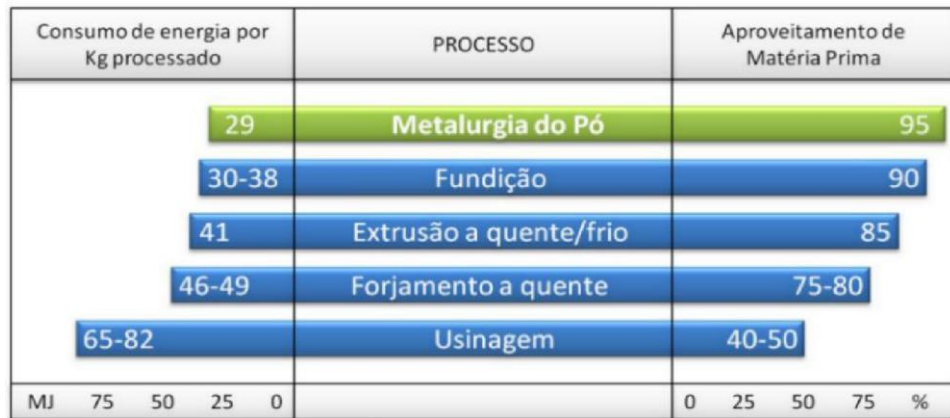 Consumo de energia por
Kg processado
PROCESSO
Aproveitamento de
Matéria Prima
29 Metalurgia do Pó 95
30-38 Fundição 90
41 Extrusão a quente/frio 85
46-49 Forjamento a quente 75-80
65-82 Usinagem 40-50
MJ 75 50 25 0 0 25 50 75 %